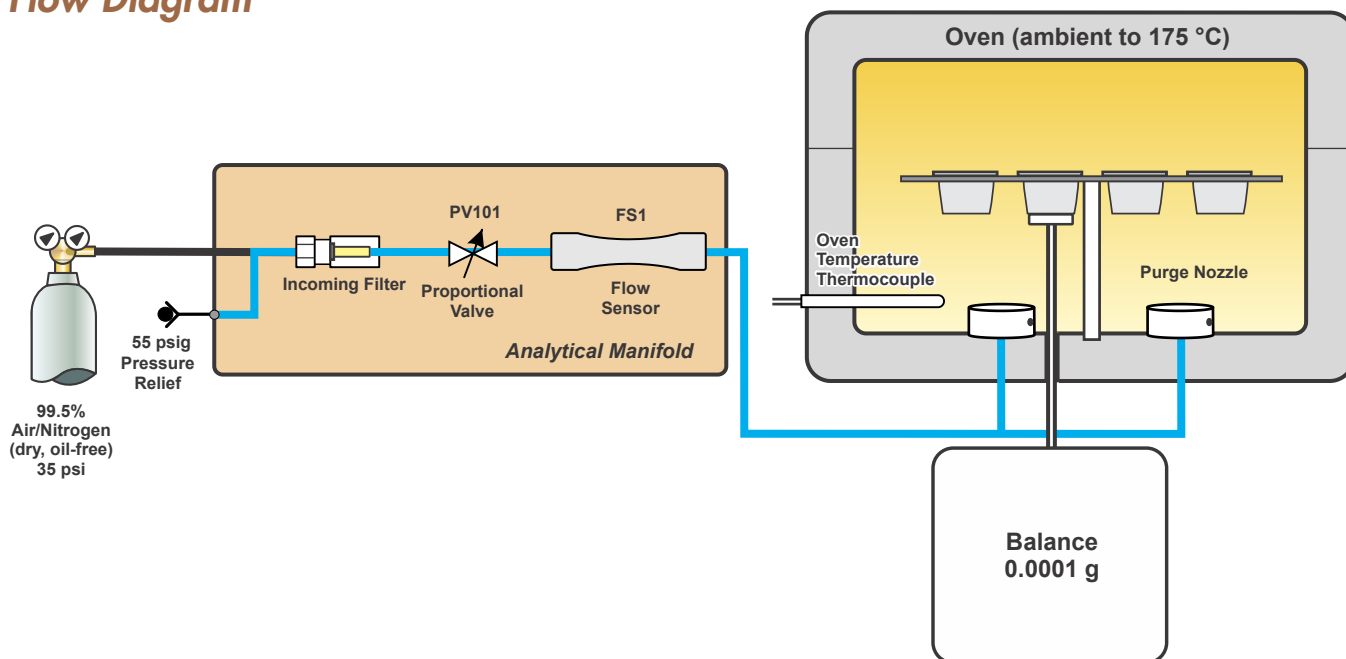 Flow Diagram
Oven (ambient to 175 °C)
PV101
FS1
Oven
Temperature
Thermocouple
Purge Nozzle
Incoming Filter
Proportional
Valve
Flow
Sensor
55 psig
Pressure
Relief
Analytical Manifold
99.5%
Air/Nitrogen
(dry, oil-free)
35 psi
Balance
0.0001 g